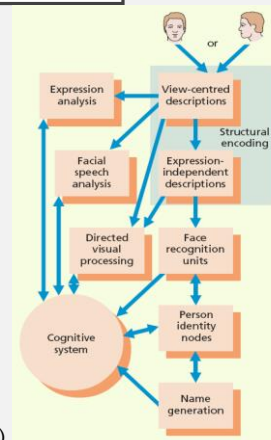 or
Expression
analysis
View-centred
descriptions
Structural
encoding
Facial
speech
analysis
Expression-
independent
descriptions
Directed
visual
processing
Face
recognition
units
Cognitive
system
Person
identity
nodes
Name
generation
)